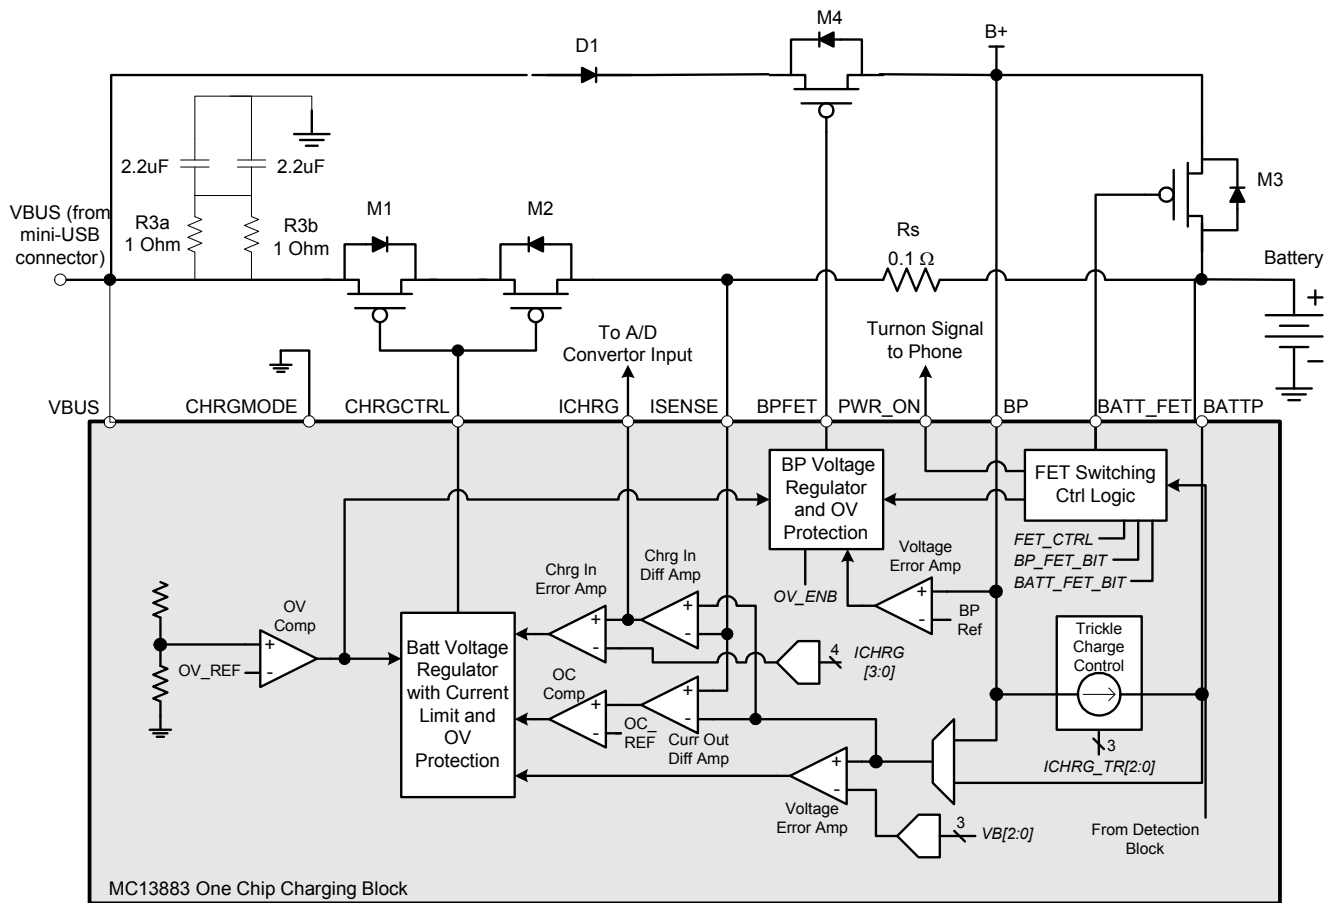 M4
B+
D1
2.2uF
2.2uF
M3
VBUS (from
mini-USB
connector)
R3a
1 Ohm
R3b
1 Ohm
M1
M2
Rs
0.1 Ω
Battery
+
−
To A/D
Convertor Input
Turnon Signal
to Phone
VBUS
CHRGMODE
CHRGCTRL
ICHRG
ISENSE
BPFET
PWR_ON
BP
BATT_FET
BATTP
BP Voltage
Regulator
and OV
Protection
FET Switching
Ctrl Logic
FET_CTRL
BP_FET_BIT
BATT_FET_BIT
OV_ENB
Voltage
Error Amp
+
-
BP
Ref
Chrg In
Error Amp
Chrg In
Diff Amp
+
-
+
-
4
ICHRG
[3:0]
OV
Comp
+
-
OV_REF
Batt Voltage
Regulator
with Current
Limit and
OV
Protection
OC
Comp
+
-
OC_
REF
+
-
Curr Out
Diff Amp
Trickle
Charge
Control
3
ICHRG_TR[2:0]
+
-
Voltage
Error Amp
3
VB[2:0]
From Detection
Block
MC13883 One Chip Charging Block